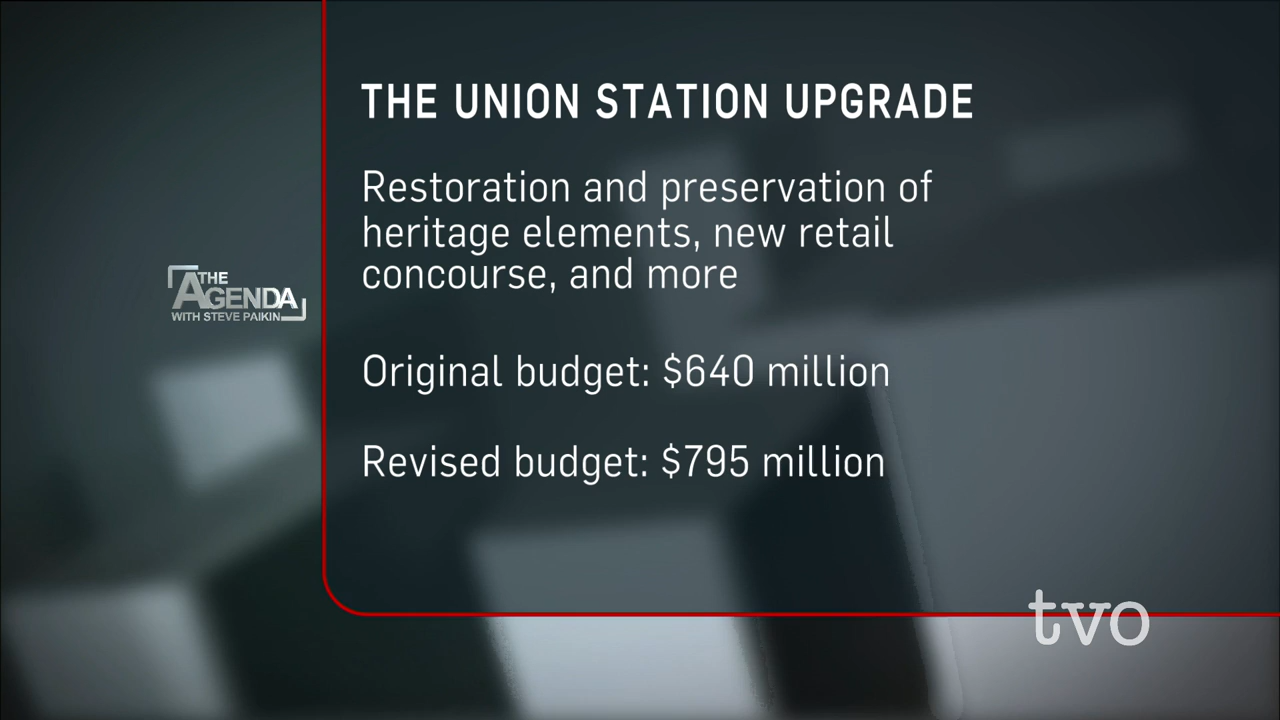 THE UNION STATION UPGRADE
Restoration and preservation of
heritage elements, new retail
concourse, and more
THE
AGENDA
WITH STEVE PAIKIN
Original budget: $640 million
Revised budget: $795 million
tvo